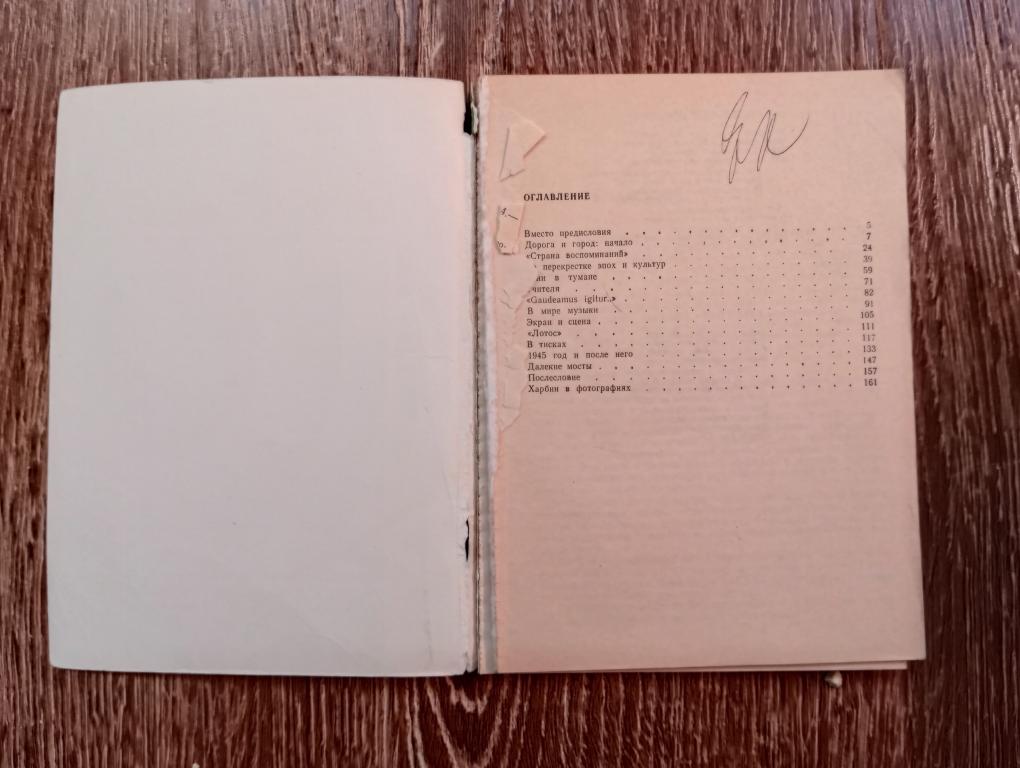 ОГЛАВЛЕНИЕ
Вместо предисловия . . . . . . . . . . 5
Дорога и город: начало . . . . . . . . . . 7
«Страна воспоминаний» . . . . . . . . . . 24
перекрестке эпох и культур . . . . . . . . . . 39
в тумане . . . . . . . . . . 59
чителя . . . . . . . . . . 71
«Gaudeamus igitur..» . . . . . . . . . . 82
В мире музыки . . . . . . . . . . 91
Экран и сцена . . . . . . . . . . 105
«Лотос» . . . . . . . . . . 111
В тисках . . . . . . . . . . 117
1945 год и после него . . . . . . . . . . 133
Далекие мосты . . . . . . . . . . 147
Послесловие . . . . . . . . . . 157
Харбин в фотографиях . . . . . . . . . . 161